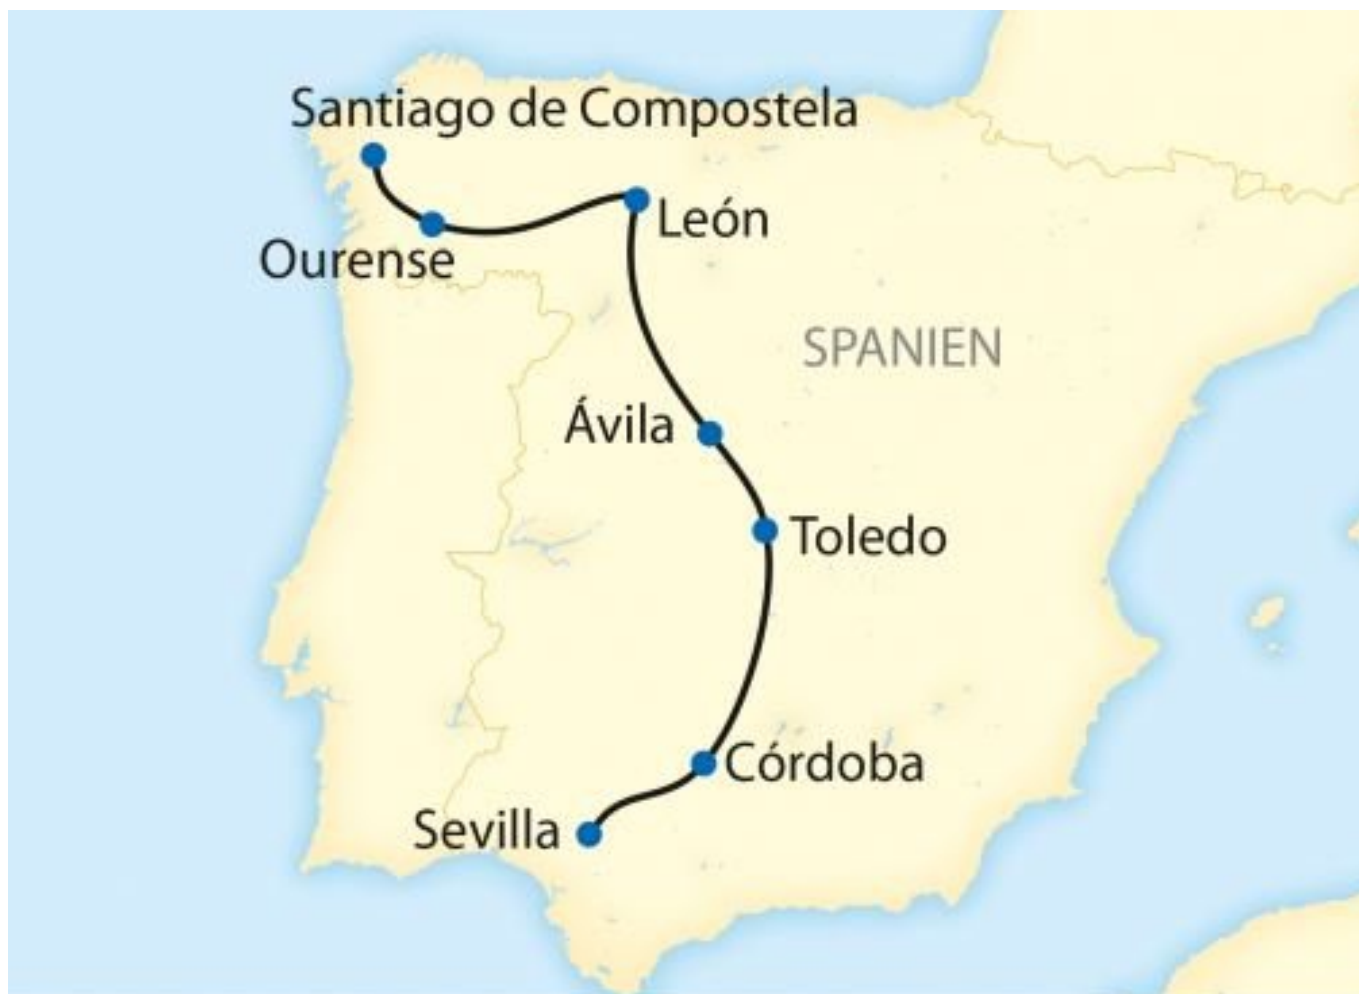 Santiago de Compostela
León
Ourense
SPANIEN
Ávila
Toledo
Córdoba
Sevilla